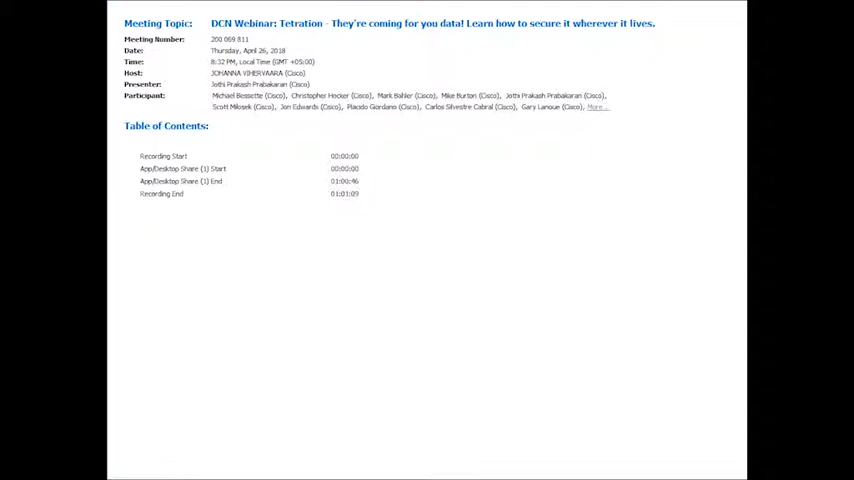 Meeting Topic: DCN Webinar: Tetration - They're coming for you data! Learn how to secure it wherever it lives.
Meeting Number: 200 069 811
Date: Thursday, April 26, 2018
Time: 8:32 PM, Local Time (GMT +05:00)
Host: JOHANNA VIHERVAARA (Cisco)
Presenter: Jothi Prakash Prabakaran (Cisco)
Participant: Michael Bessette (Cisco), Christopher Hocker (Cisco), Mark Bahler (Cisco), Mike Burton (Cisco), Jothi Prakash Prabakaran (Cisco),
Scott Milosek (Cisco), Jon Edwards (Cisco), Placido Giordano (Cisco), Carlos Silvestre Cabral (Cisco), Gary Lanoue (Cisco), More...
Table of Contents:
Recording Start 00:00:00
App/Desktop Share (1) Start 00:00:00
App/Desktop Share (1) End 01:00:46
Recording End 01:01:09